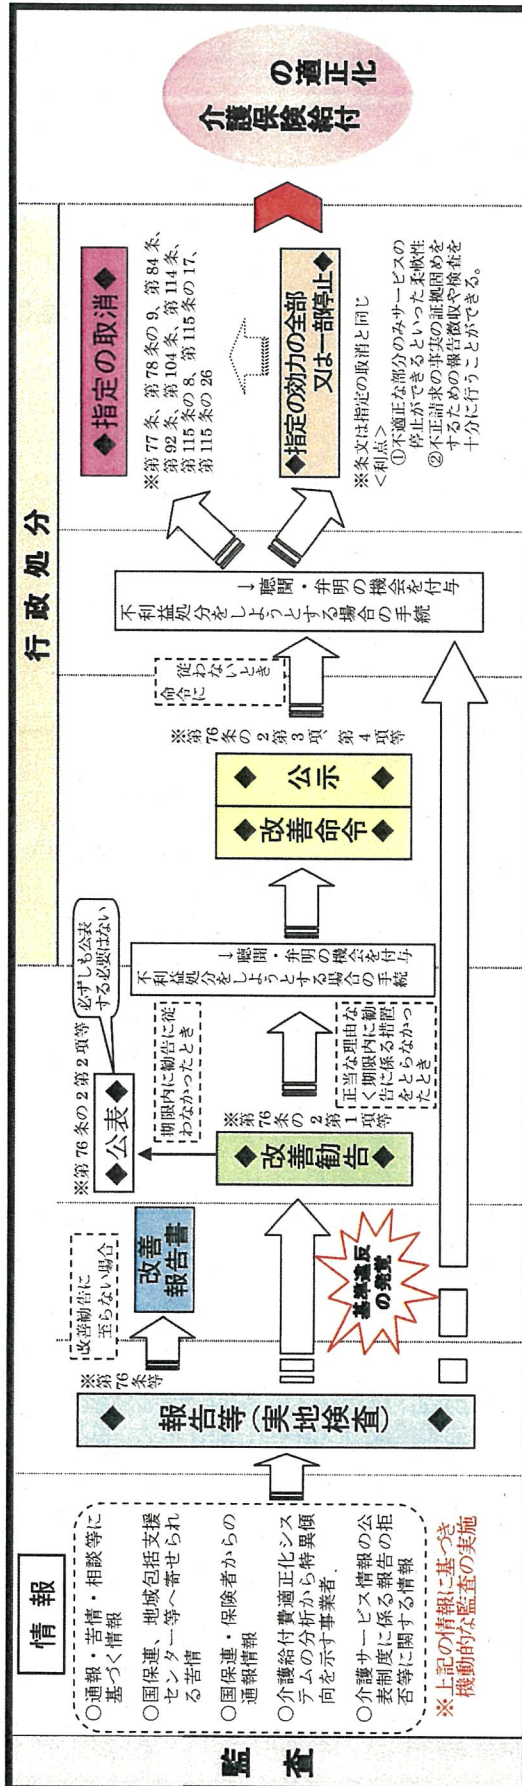 監査
情報
○通報・苦情・相談等に
基づく情報
○国保連、地域包括支援
センター等へ寄せられ
る苦情
○国保連・保険者からの
通報情報
○介護給付費適正化シス
テムの分析から特異傾
向を示す事業者.
○介護サービス情報の公
表制度に係る報告の拒
否等に関する情報
※上記の情報に基づき
機動的な監査の実施
※第76条等
◆報告等(実地検査)◆
改善勧告に
至らない場合
改善
報告書
基準違反
の発覚
※第76条の2第2項等
◆公表◆
必ずしも公表
する必要はない
期限内に勧告に従
わなかったとき
※第76条の2第1項等
◆改善勧告◆
正当な理由な
く期限内に勧
告に係る措置
をとらなかっ
たとき
不利益処分をしようとする場合の手続
→聴聞・弁明の機会を付与
行政処分
◆改善命令◆
◆公示◆
※第76条の2第3項、第4項等
命令に
従わないとき
不利益処分をしようとする場合の手続
→聴聞・弁明の機会を付与
◆指定の取消◆
※第77条、第78条の9、第84条、
第92条、第104条、第114条、
第115条の8、第115条の17、
第115条の26
◆指定の効力の全部
又は一部停止◆
※条文は指定の取消と同じ
<利点>
①不適正な部分のみサービスの
停止ができるといった柔軟性
②不正請求の事実の証拠固めを
するための報告徴収や検査を
十分に行うことができる。
介護保険給付
の適正化